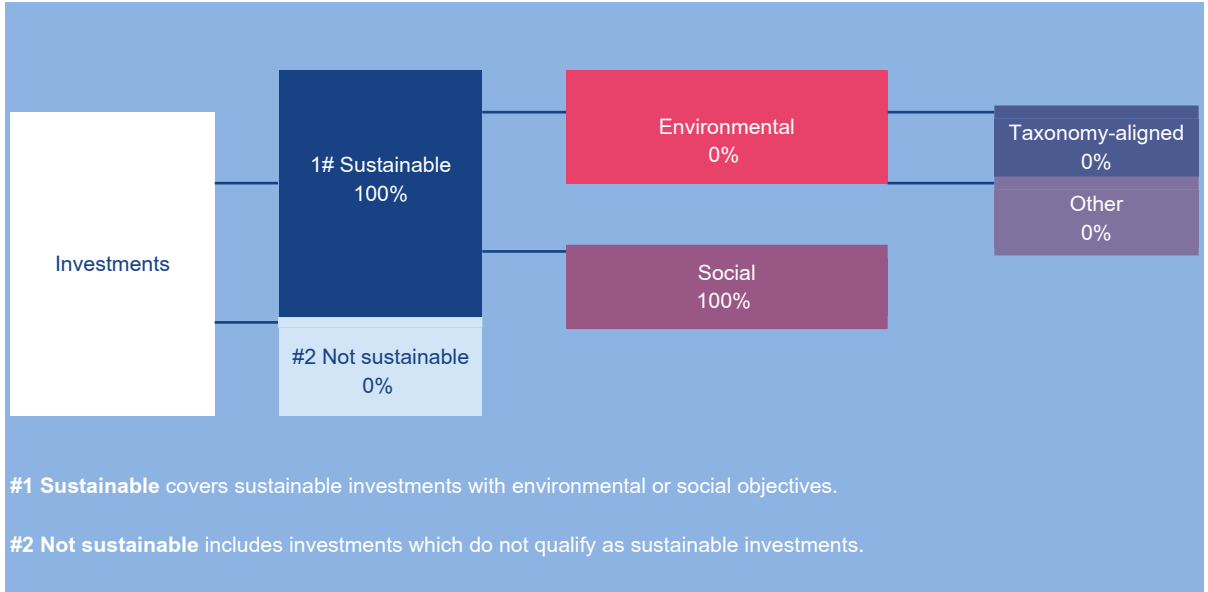 Investments
1# Sustainable
100%
#2 Not sustainable
0%
Environmental
0%
Social
100%
Taxonomy-aligned
0%
Other
0%
#1 Sustainable covers sustainable investments with environmental or social objectives.
#2 Not sustainable includes investments which do not qualify as sustainable investments.